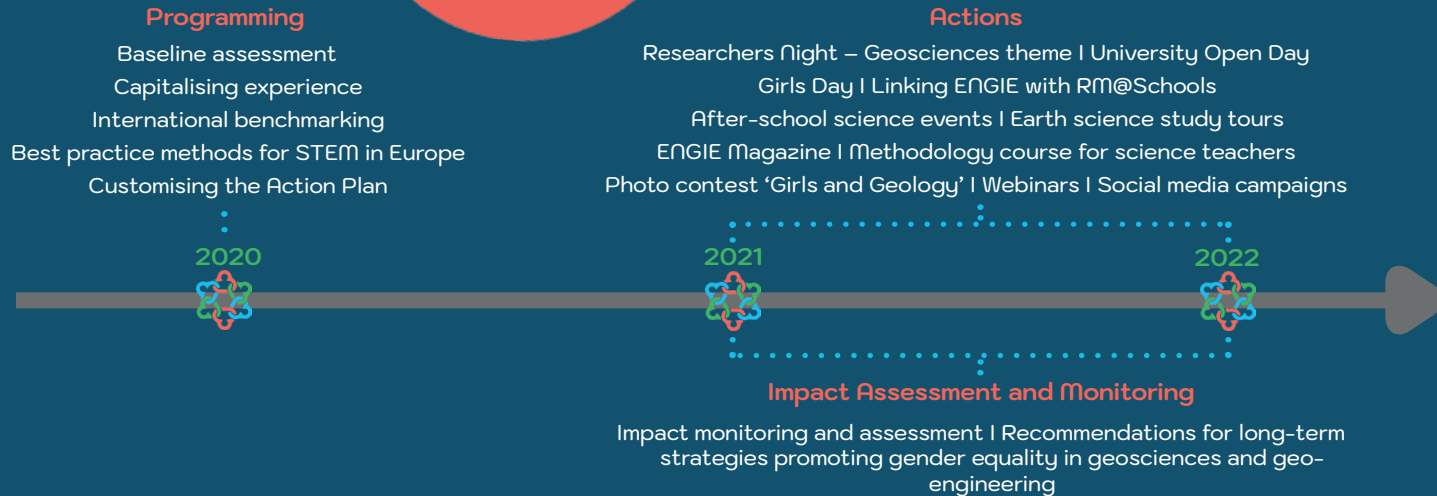 Programming
Baseline assessment
Capitalising experience
International benchmarking
Best practice methods for STEM in Europe
Customising the Action Plan
Actions
Researchers Night – Geosciences theme I University Open Day
Girls Day I Linking ENGIE with RM@Schools
After-school science events I Earth science study tours
ENGIE Magazine I Methodology course for science teachers
Photo contest ‘Girls and Geology’ I Webinars I Social media campaigns
2020
2021
2022
Impact Assessment and Monitoring
Impact monitoring and assessment I Recommendations for long-term
strategies promoting gender equality in geosciences and geo-
engineering